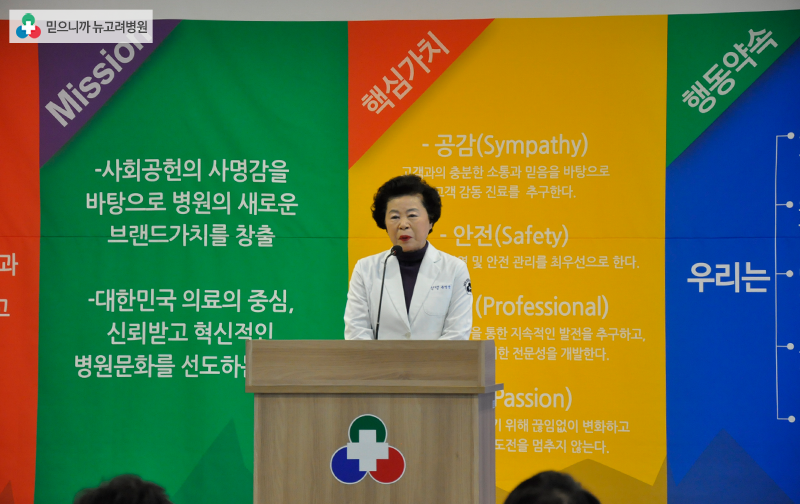 믿으니까 뉴고려병원
Mission
-사회공헌의 사명감을
바탕으로 병원의 새로운
브랜드가치를 창출
-대한민국 의료의 중심,
신뢰받고 혁신적인
병원문화를 선도하
핵심가치
- 공감(Sympathy)
고객과의 충분한 소통과 믿음을 바탕으로
고객 감동 진료를 추구한다.
- 안전(Safety)
및 안전 관리를 최우선으로 한다.
(Professional)
을 통한 지속적인 발전을 추구하고,
전문성을 개발한다.
Passion)
위해 끊임없이 변화하고
도전을 멈추지 않는다.
행동약속
우리는
과
고